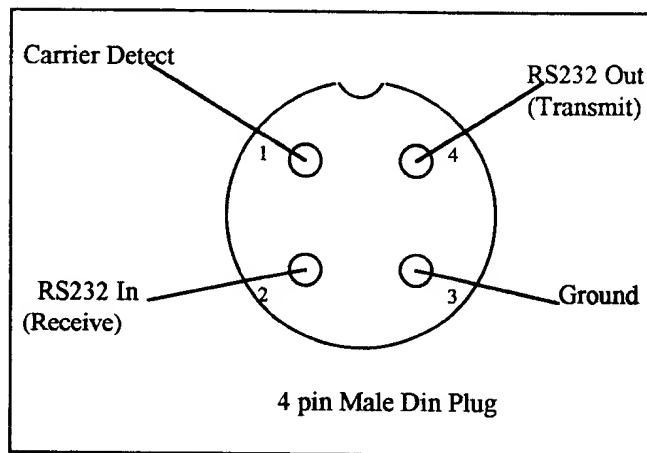 Carrier Detect
RS232 Out
(Transmit)
1
4
RS232 In
(Receive)
2
3
Ground
4 pin Male Din Plug